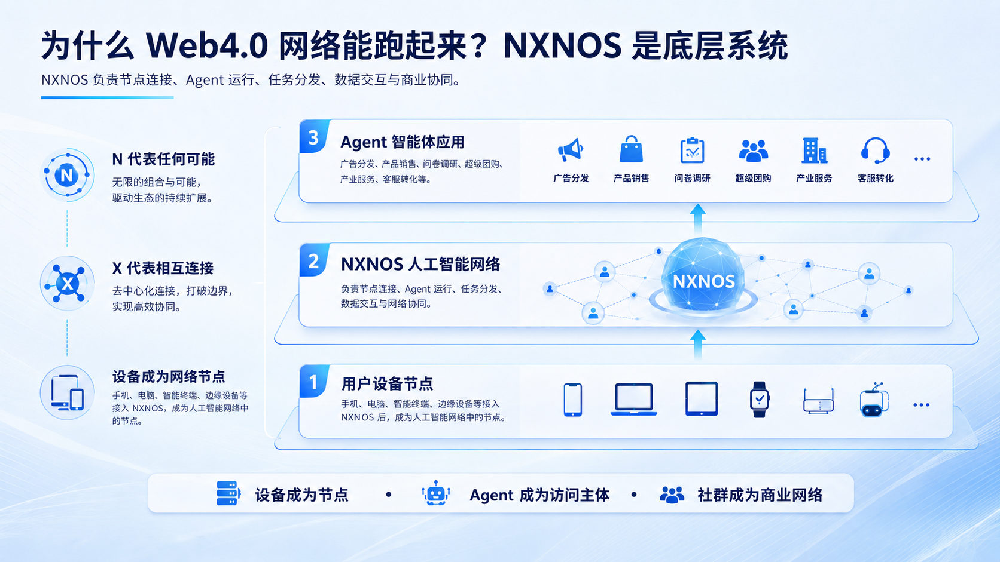 为什么 Web4.0 网络能跑起来？NXNOS 是底层系统
NXNOS 负责节点连接、Agent 运行、任务分发、数据交互与商业协同。
N
N 代表任何可能
无限的组合与可能，
驱动生态的持续扩展。
X
X 代表相互连接
去中心化连接，打破边界，
实现高效协同。
设备成为网络节点
手机、电脑、智能终端、边缘设备等
接入 NXNOS，成为人工智能网络中
的节点。
3
Agent 智能体应用
广告分发、产品销售、问卷调研、超级团购、
产业服务、客服转化等。
广告分发
产品销售
问卷调研
超级团购
产业服务
客服转化
...
2
NXNOS 人工智能网络
负责节点连接、Agent 运行、任务分发、
数据交互与网络协同。
NXNOS
1
用户设备节点
手机、电脑、智能终端、边缘设备等接入
NXNOS 后，成为人工智能网络中的节点。
...
设备成为节点 • Agent 成为访问主体 • 社群成为商业网络